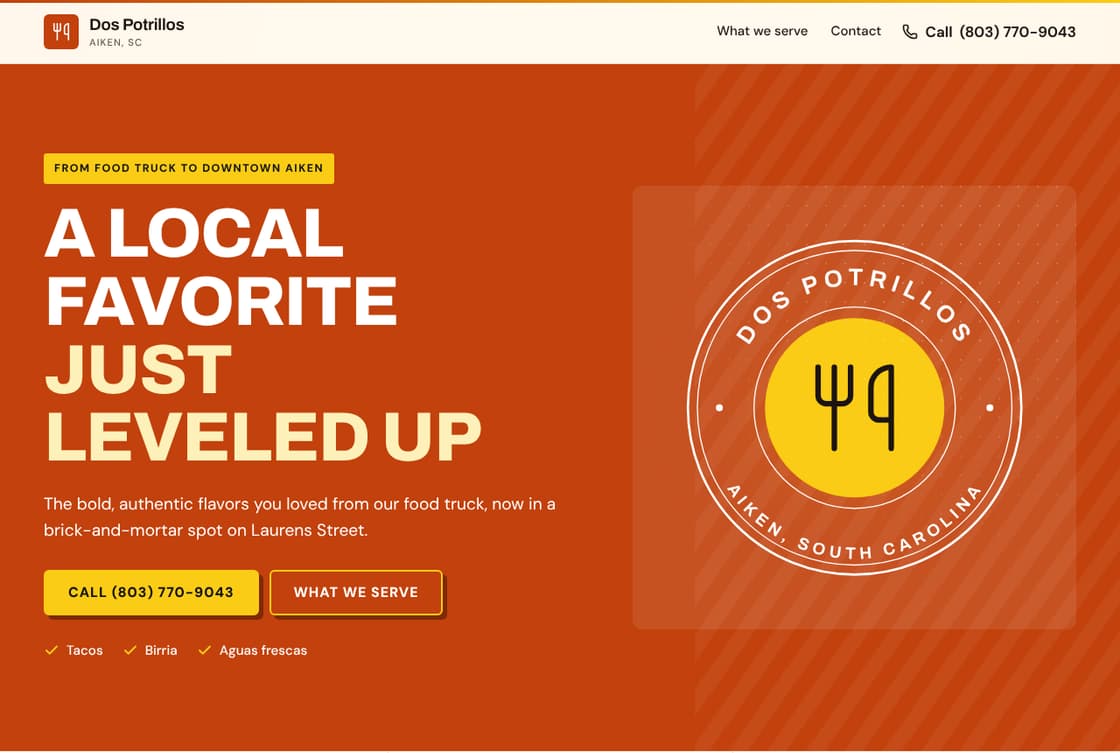 Dos Potrillos
AIKEN, SC
What we serve
Contact
Call (803) 770-9043
FROM FOOD TRUCK TO DOWNTOWN AIKEN
A LOCAL
FAVORITE
JUST
LEVELED UP
The bold, authentic flavors you loved from our food truck, now in a
brick-and-mortar spot on Laurens Street.
CALL (803) 770-9043
WHAT WE SERVE
Tacos
Birria
Aguas frescas
DOS POTRILLOS
AIKEN, SOUTH CAROLINA